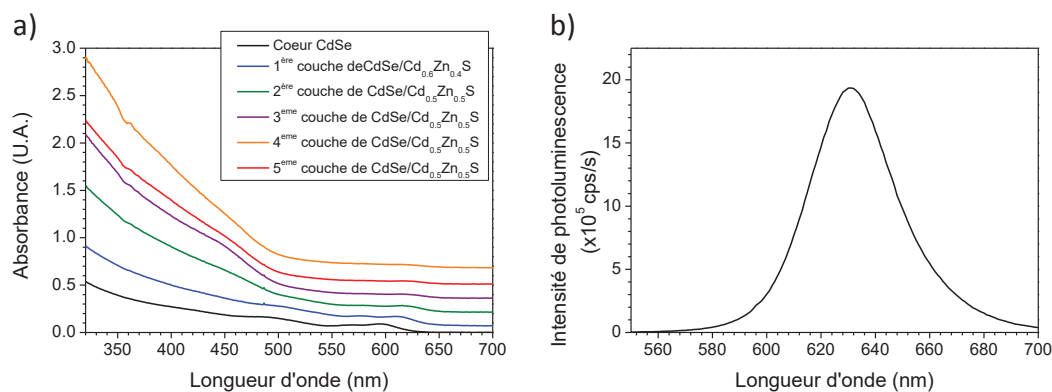 a)
Absorbance (U.A.)
3.0
2.5
2.0
1.5
1.0
0.5
0.0
350 400 450 500 550 600 650 700
Longueur d'onde (nm)
Coeur CdSe
1ère couche deCdSe/Cd0.6Zn0.4S
2ère couche de CdSe/Cd0.5Zn0.5S
3eme couche de CdSe/Cd0.5Zn0.5S
4eme couche de CdSe/Cd0.5Zn0.5S
5eme couche de CdSe/Cd0.5Zn0.5S
b)
Intensité de photoluminescence
(x10⁵ cps/s)
20
15
10
5
0
560 580 600 620 640 660 680 700
Longueur d'onde (nm)